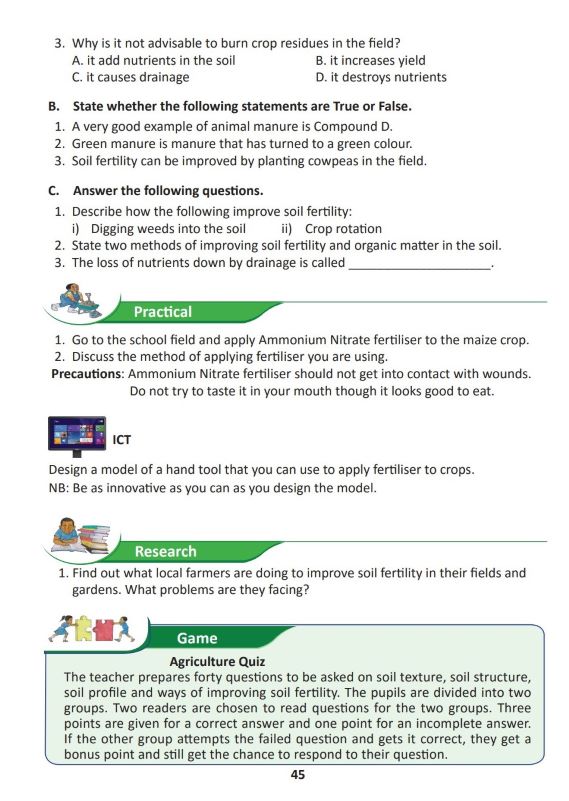 3. Why is it not advisable to burn crop residues in the field?
A. it add nutrients in the soil B. it increases yield
C. it causes drainage D. it destroys nutrients
B. State whether the following statements are True or False.
1. A very good example of animal manure is Compound D.
2. Green manure is manure that has turned to a green colour.
3. Soil fertility can be improved by planting cowpeas in the field.
C. Answer the following questions.
1. Describe how the following improve soil fertility:
i) Digging weeds into the soil ii) Crop rotation
2. State two methods of improving soil fertility and organic matter in the soil.
3. The loss of nutrients down by drainage is called ____________________.
Practical
1. Go to the school field and apply Ammonium Nitrate fertiliser to the maize crop.
2. Discuss the method of applying fertiliser you are using.
Precautions: Ammonium Nitrate fertiliser should not get into contact with wounds.
Do not try to taste it in your mouth though it looks good to eat.
ICT
Design a model of a hand tool that you can use to apply fertiliser to crops.
NB: Be as innovative as you can as you design the model.
Research
1. Find out what local farmers are doing to improve soil fertility in their fields and
gardens. What problems are they facing?
Game
Agriculture Quiz
The teacher prepares forty questions to be asked on soil texture, soil structure,
soil profile and ways of improving soil fertility. The pupils are divided into two
groups. Two readers are chosen to read questions for the two groups. Three
points are given for a correct answer and one point for an incomplete answer.
If the other group attempts the failed question and gets it correct, they get a
bonus point and still get the chance to respond to their question.
45